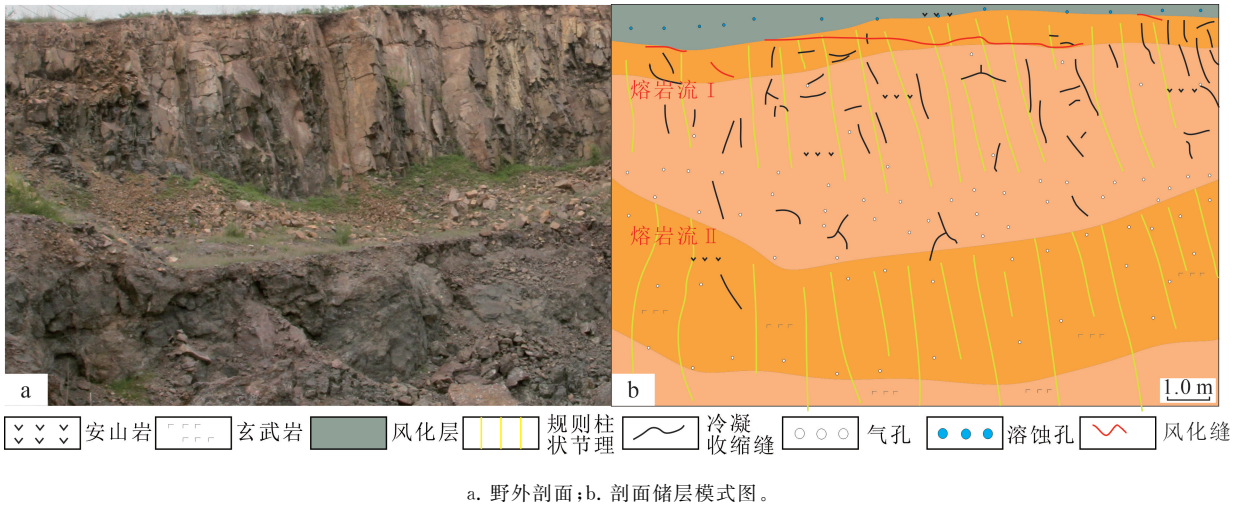 熔岩流 I
熔岩流 II
a
b
1.0 m
安山岩
玄武岩
风化层
规则柱
状节理
冷凝
收缩缝
气孔
溶蚀孔
风化缝
a. 野外剖面;b. 剖面储层模式图。